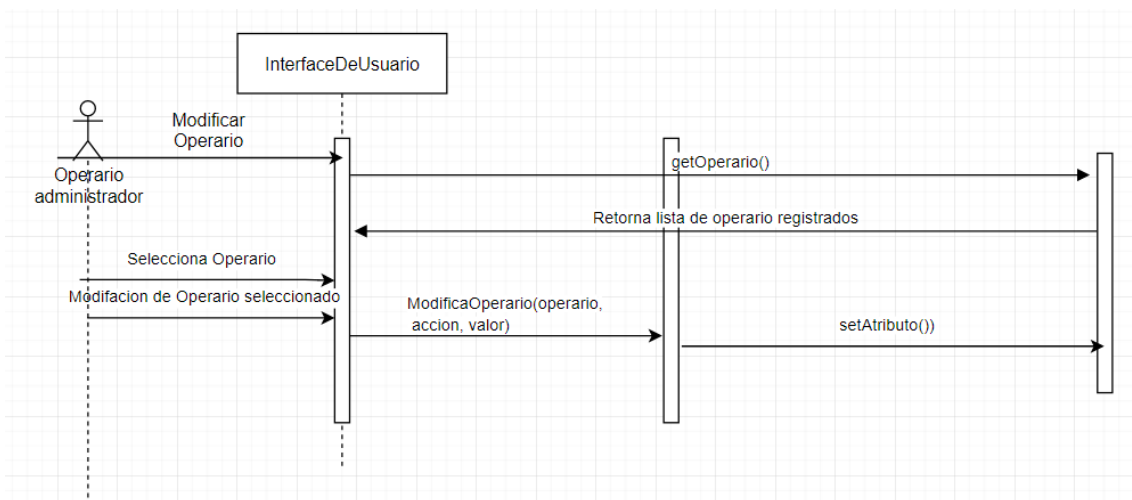 InterfaceDeUsuario
Modificar
Operario
Operario
administrador
getOperario()
Retorna lista de operario registrados
Selecciona Operario
Modifacion de Operario seleccionado
ModificaOperario(operario,
accion, valor)
setAtributo())